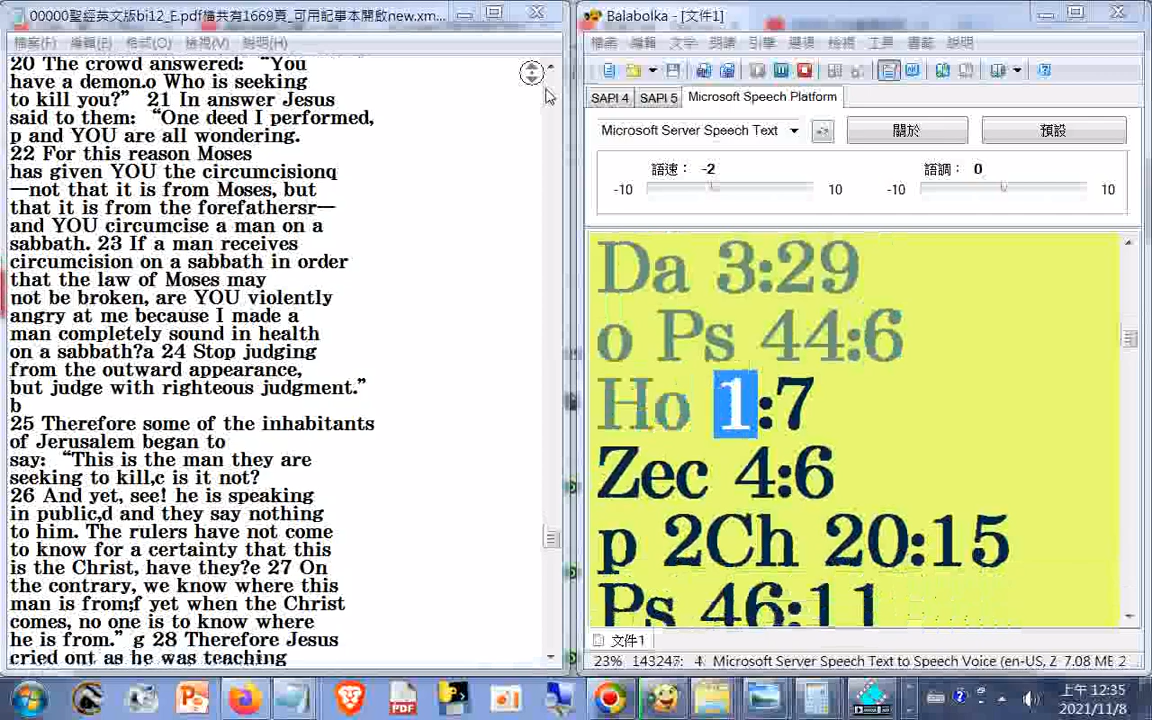 00000聖經英文版bi12_E.pdf檔共有1669頁_可用記事本開啟new.xm...
檔案(F) 編輯(E) 格式(O) 檢視(V) 說明(H)
20 The crowd answered: “You
have a demon.o Who is seeking
to kill you?” 21 In answer Jesus
said to them: “One deed I performed,
p and YOU are all wondering.
22 For this reason Moses
has given YOU the circumcisionq
—not that it is from Moses, but
that it is from the forefathersr—
and YOU circumcise a man on a
sabbath. 23 If a man receives
circumcision on a sabbath in order
that the law of Moses may
not be broken, are YOU violently
angry at me because I made a
man completely sound in health
on a sabbath?a 24 Stop judging
from the outward appearance,
but judge with righteous judgment.”
b
25 Therefore some of the inhabitants
of Jerusalem began to
say: “This is the man they are
seeking to kill,c is it not?
26 And yet, see! he is speaking
in public,d and they say nothing
to him. The rulers have not come
to know for a certainty that this
is the Christ, have they?e 27 On
the contrary, we know where this
man is from;f yet when the Christ
comes, no one is to know where
he is from.” g 28 Therefore Jesus
cried out as he was teaching
Balabolka - [文件1]
檔案 編輯 文字 朗讀 引擎 選項 檢視 工具 書籤 說明
SAPI 4 SAPI 5 Microsoft Speech Platform
Microsoft Server Speech Text 關於 預設
語速： -2 語調： 0
-10 10 -10 10
Da 3:29
o Ps 44:6
Ho 1:7
Zec 4:6
p 2Ch 20:15
Ps 46:11
文件1
23% 143247: 4 Microsoft Server Speech Text to Speech Voice (en-US, Z 7.08 ME 2
PDF
上午 12:35
2021/11/8